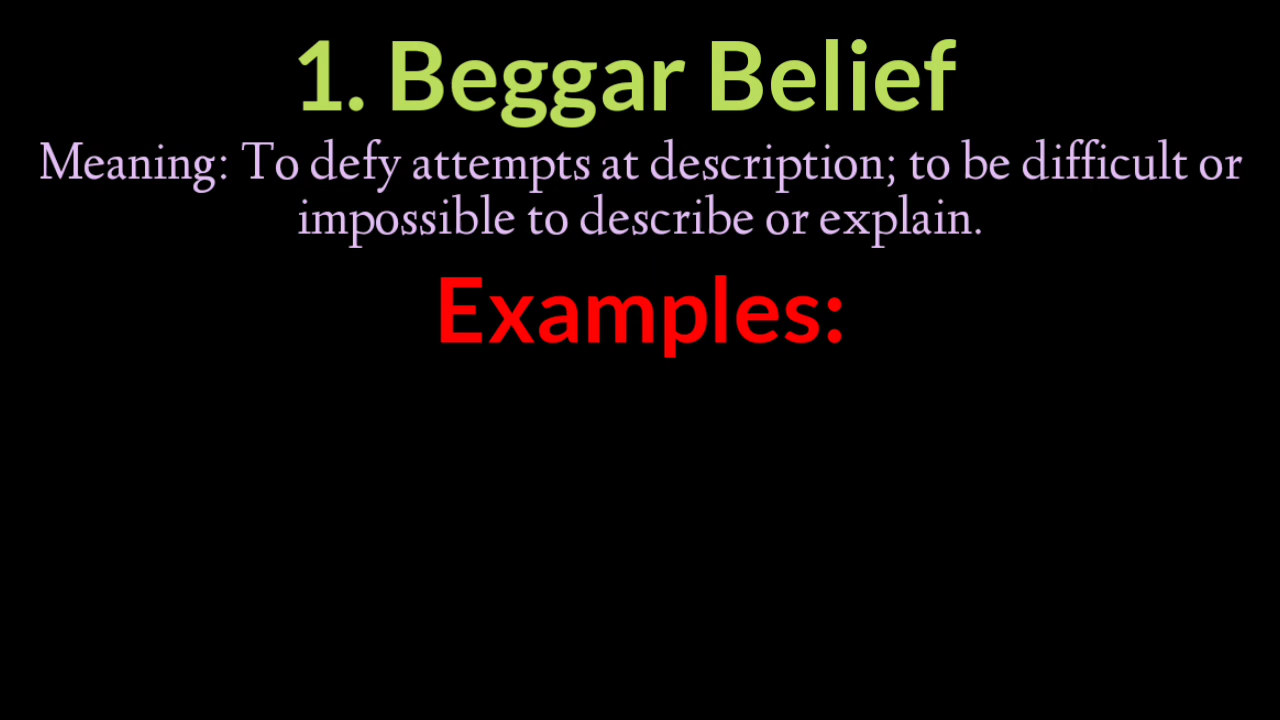 1. Beggar Belief
Meaning: To defy attempts at description; to be difficult or
impossible to describe or explain.
Examples: